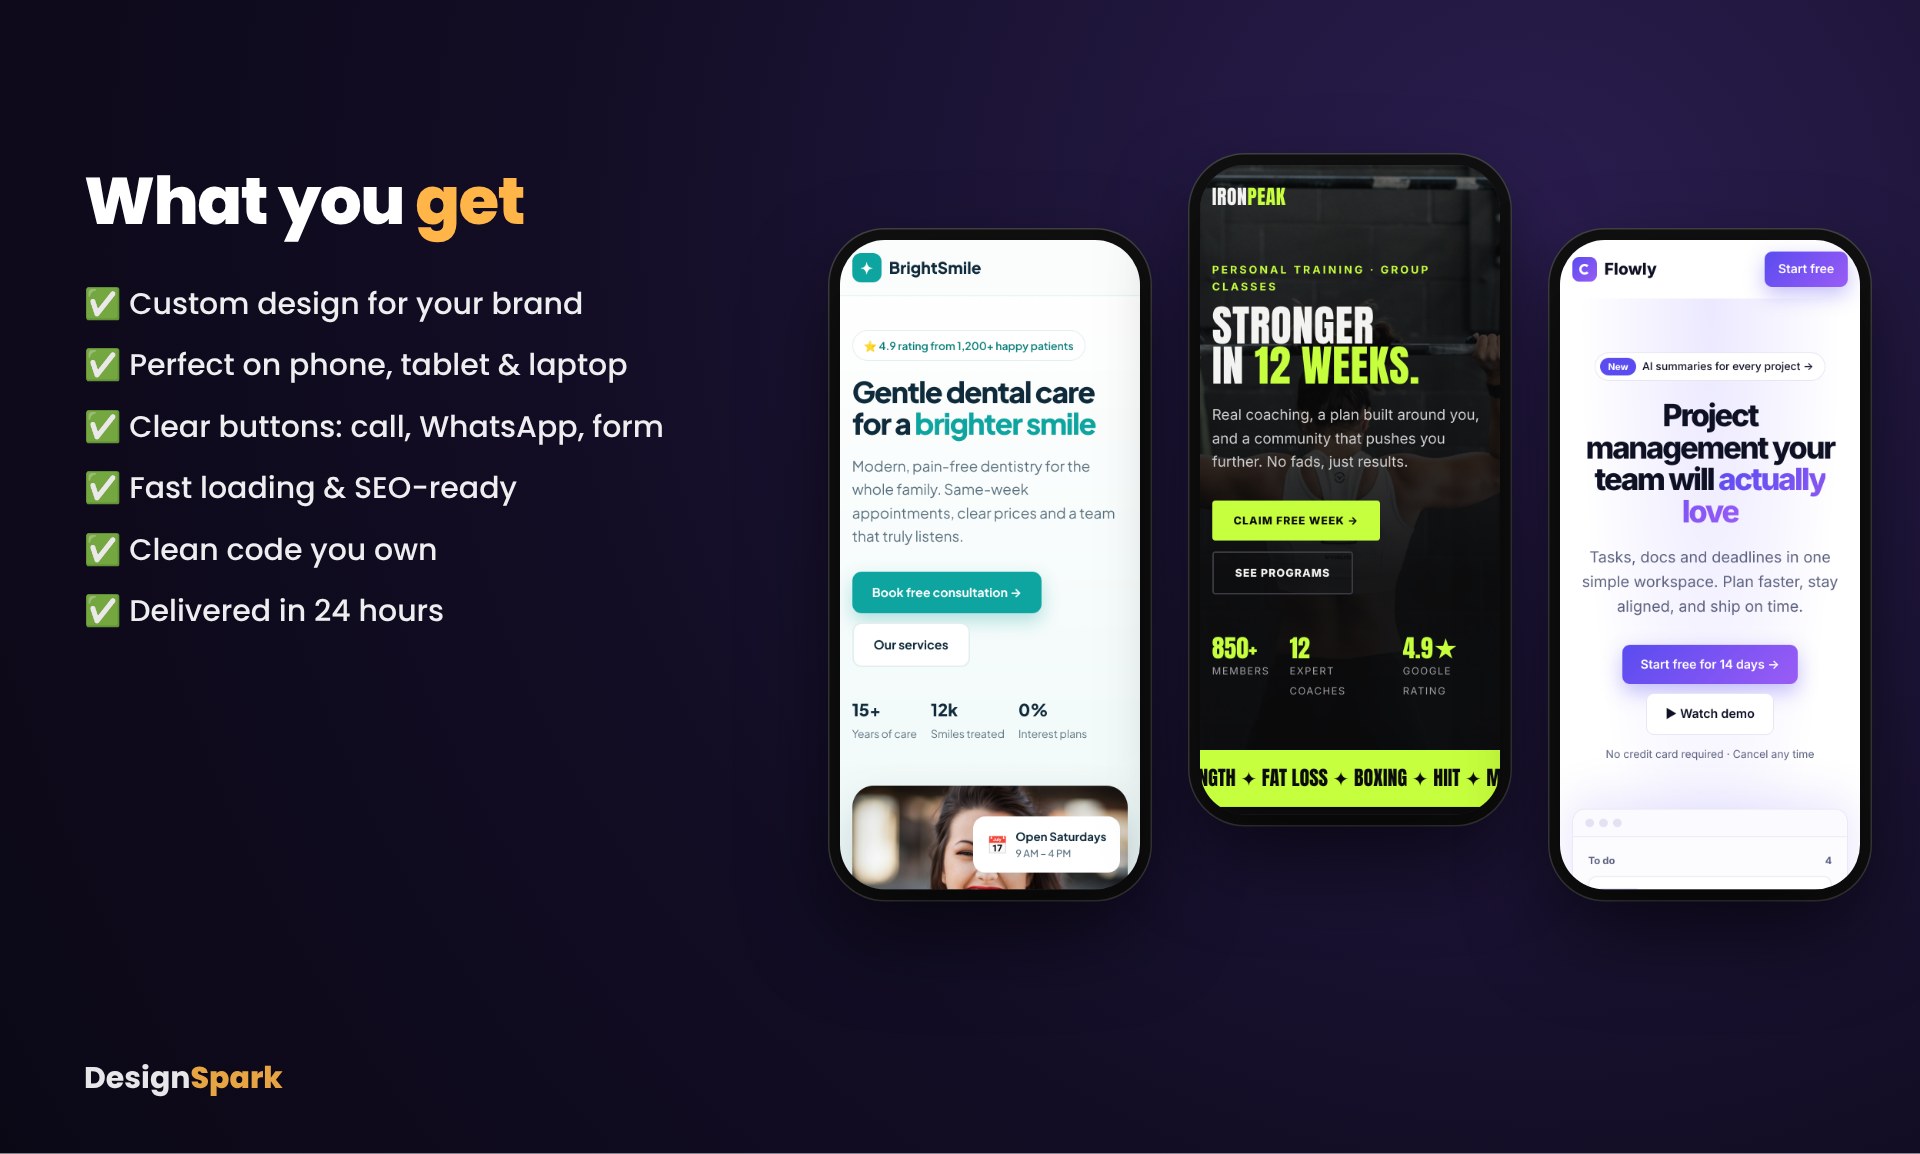 What you get
✅ Custom design for your brand
✅ Perfect on phone, tablet & laptop
✅ Clear buttons: call, WhatsApp, form
✅ Fast loading & SEO-ready
✅ Clean code you own
✅ Delivered in 24 hours
DesignSpark
BrightSmile
⭐ 4.9 rating from 1,200+ happy patients
Gentle dental care
for a brighter smile
Modern, pain-free dentistry for the
whole family. Same-week
appointments, clear prices and a team
that truly listens.
Book free consultation →
Our services
15+ 12k 0%
Years of care Smiles treated Interest plans
📅 Open Saturdays
9 AM – 4 PM
IRONPEAK
PERSONAL TRAINING · GROUP
CLASSES
STRONGER
IN 12 WEEKS.
Real coaching, a plan built around you,
and a community that pushes you
further. No fads, just results.
CLAIM FREE WEEK →
SEE PROGRAMS
850+ 12 4.9★
MEMBERS EXPERT GOOGLE
COACHES RATING
NGTH ✦ FAT LOSS ✦ BOXING ✦ HIIT ✦ M
C Flowly
Start free
New AI summaries for every project →
Project
management your
team will actually
love
Tasks, docs and deadlines in one
simple workspace. Plan faster, stay
aligned, and ship on time.
Start free for 14 days →
▶ Watch demo
No credit card required · Cancel any time
To do 4